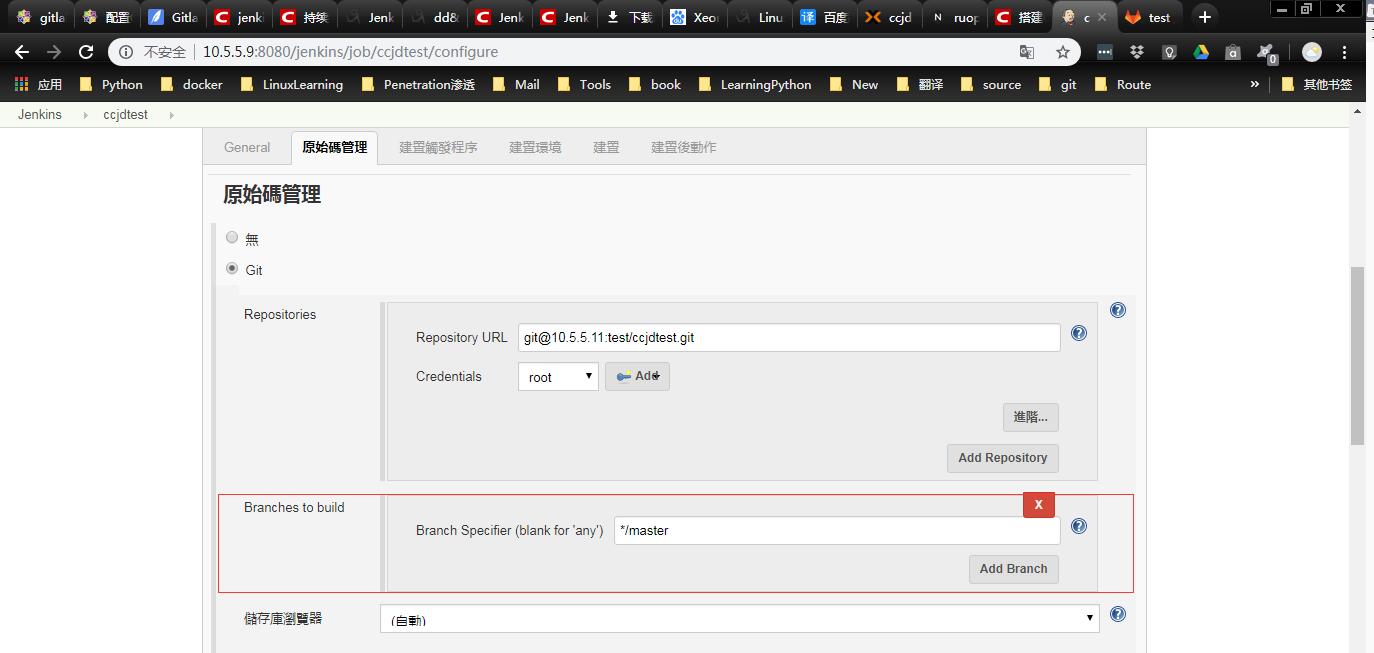 gitla 配置 Gitla jenk 持续 Jenk dd& Jenk Jenk 下载 Xeo Linu 百度 ccjd ruop 搭建 c test
不安全 10.5.5.9:8080/jenkins/job/ccjdtest/configure
应用 Python docker LinuxLearning Penetration渗透 Mail Tools book LearningPython New 翻译 source git Route » 其他书签
Jenkins ccjdtest
General 原始碼管理 建置觸發程序 建置環境 建置 建置後動作
原始碼管理
無
Git
Repositories
Repository URL git@10.5.5.11:test/ccjdtest.git
Credentials root Add
進階...
Add Repository
Branches to build X
Branch Specifier (blank for 'any') */master
Add Branch
儲存庫瀏覽器 (自動)